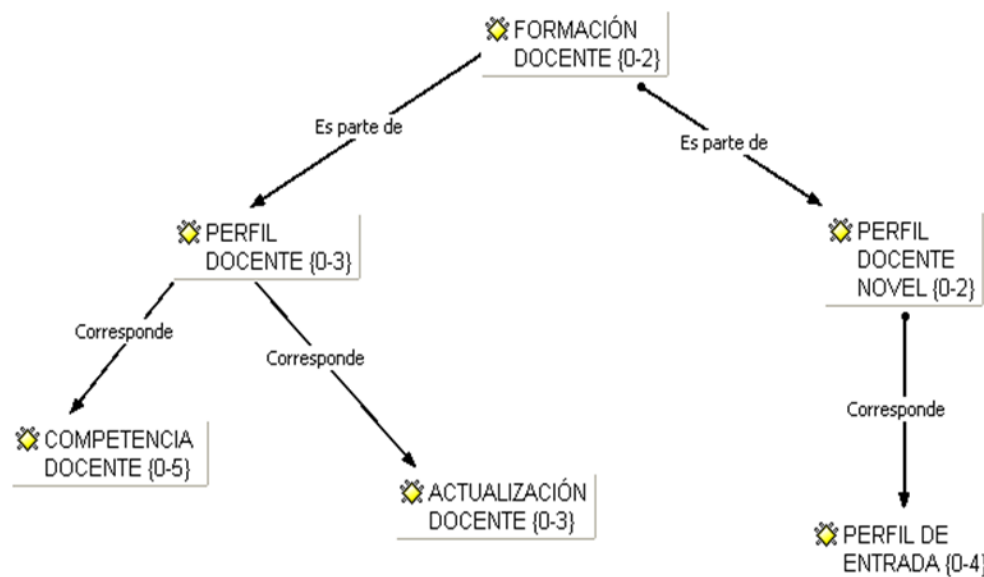 FORMACIÓN
DOCENTE {0-2}
Es parte de
Es parte de
PERFIL
DOCENTE {0-3}
PERFIL
DOCENTE
NOVEL {0-2}
Corresponde
Corresponde
Corresponde
COMPETENCIA
DOCENTE {0-5}
ACTUALIZACIÓN
DOCENTE {0-3}
PERFIL DE
ENTRADA {0-4}